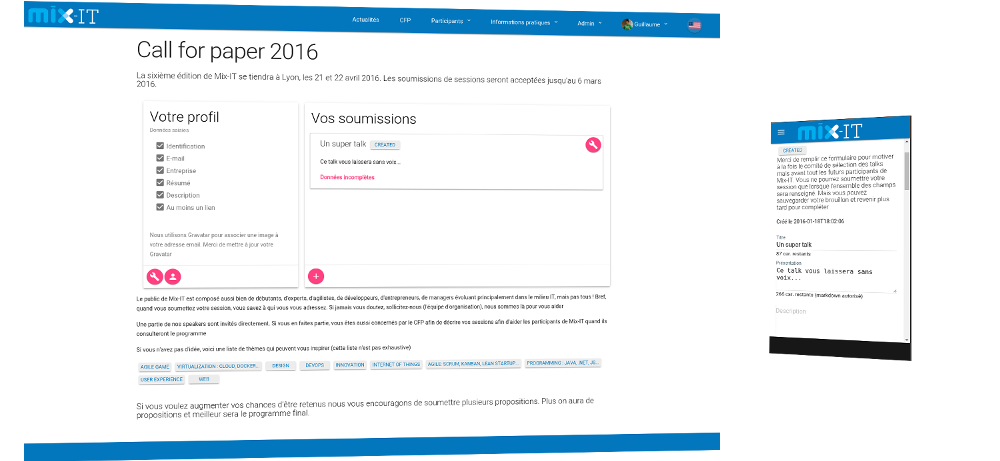 mix-IT
Actualités CFP Participants Informations pratiques Admin Guillaume
Call for paper 2016
La sixième édition de Mix-IT se tiendra à Lyon, les 21 et 22 avril 2016. Les soumissions de sessions seront acceptées jusqu'au 6 mars
2016.
Votre profil
Données saisies
Identification
E-mail
Entreprise
Résumé
Description
Au moins un lien
Nous utilisons Gravatar pour associer une image à
votre adresse email. Merci de mettre à jour votre
Gravatar
Vos soumissions
Un super talk CREATED
Ce talk vous laissera sans voix...
Données incomplètes
Le public de Mix-IT est composé aussi bien de débutants, d'experts, d'agilistes, de développeurs, d'entrepreneurs, de managers évoluant principalement dans le milieu IT, mais pas tous ! Bref,
quand vous soumettez votre session, vous savez à qui vous vous adressez. Si jamais vous doutez, sollicitez-nous (l'équipe d'organisation), nous sommes là pour vous aider
Une partie de nos speakers sont invités directement. Si vous en faites partie, vous êtes aussi concernés par le CFP afin de décrire vos sessions afin d'aider les participants de Mix-IT quand ils
consulteront le programme
Si vous n'avez pas d'idée, voici une liste de thèmes qui peuvent vous inspirer (cette liste n'est pas exhaustive)
AGILE GAME VIRTUALIZATION : CLOUD, DOCKER... DESIGN DEVOPS INNOVATION INTERNET OF THINGS AGILE, SCRUM, KANBAN, LEAN STARTUP... PROGRAMMING : JAVA, .NET, JS...
USER EXPERIENCE WEB
Si vous voulez augmenter vos chances d'être retenus nous vous encourageons de soumettre plusieurs propositions. Plus on aura de
propositions et meilleur sera le programme final.
mix-IT
CREATED
Merci de remplir ce formulaire pour motiver
à la fois le comité de sélection des talks
mais avant tout les futurs participants de
Mix-IT. Vous ne pourrez soumettre votre
session que lorsque l'ensemble des champs
sera renseigné. Mais vous pouvez
sauvegarder votre brouillon et revenir plus
tard pour compléter.
Créé le 2016-01-18T18:02:06
Titre
Un super talk
87 car. restants
Présentation
Ce talk vous laissera sans
voix...
266 car. restants (markdown autorisé)
Description